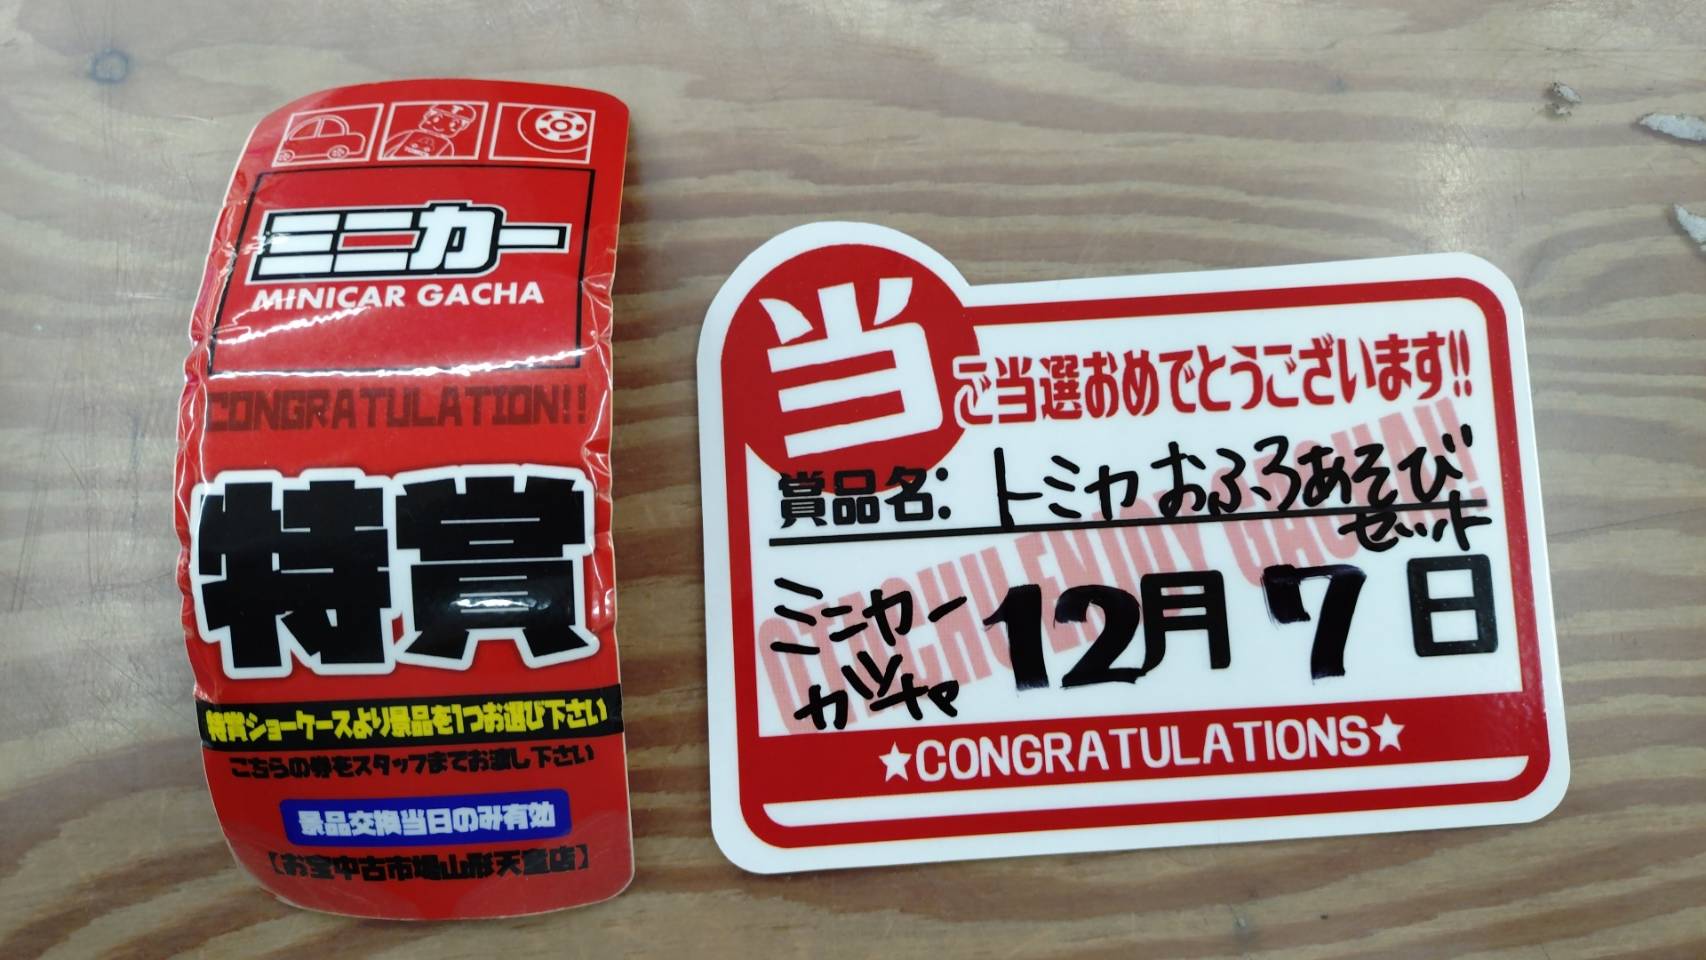 ミニカー
MINICAR GACHA
CONGRATULATION!!
特賞
特賞ショーケースより景品を1つお選び下さい
こちらの券をスタッフまでお渡し下さい
景品交換当日のみ有効
【お宝中古市場山形天童店】
当
ご当選おめでとうございます!!
賞品名: トミカおふろあそび
セット
ミニカー
ガチャ
12月7日
ENJOY GACHA!!
★CONGRATULATIONS★